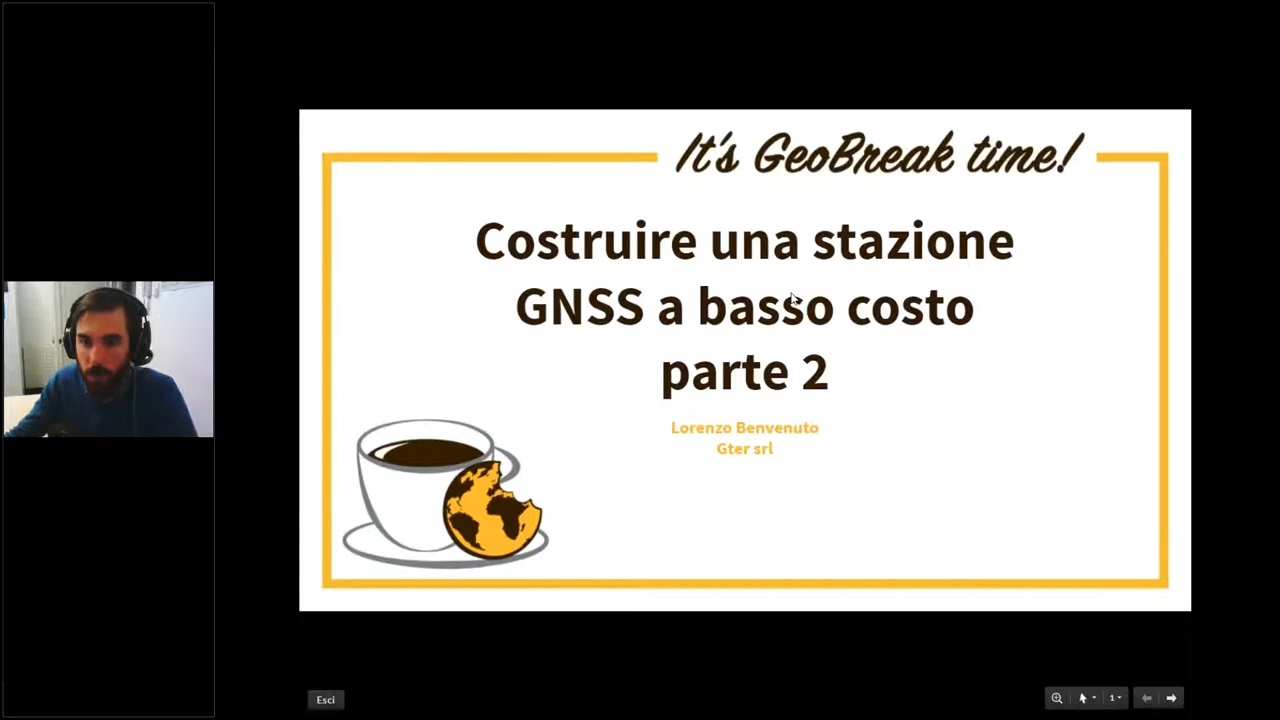 It's GeoBreak time!
Costruire una stazione
GNSS a basso costo
parte 2
Lorenzo Benvenuto
Gter srl
Esci
1